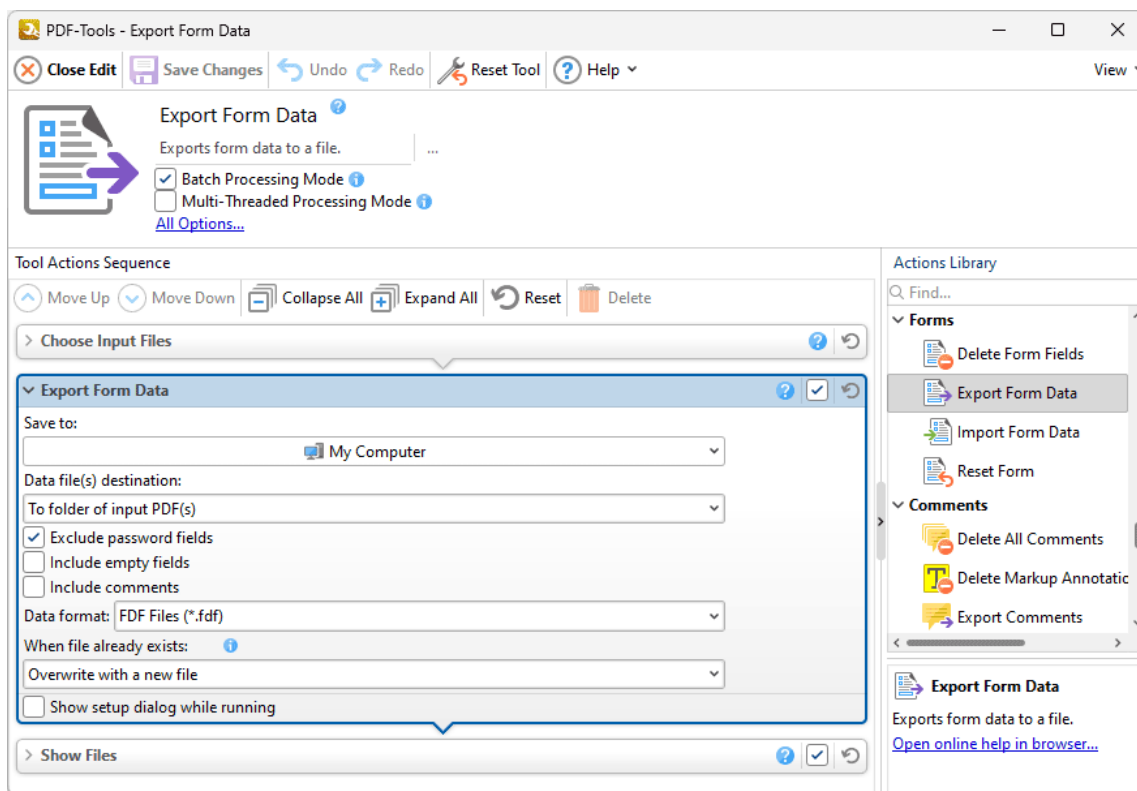 PDF-Tools - Export Form Data
Close Edit Save Changes Undo Redo Reset Tool ? Help View
Export Form Data ?
Exports form data to a file. ...
Batch Processing Mode i
Multi-Threaded Processing Mode i
All Options...
Tool Actions Sequence
Move Up Move Down Collapse All Expand All Reset Delete
Choose Input Files ?
Export Form Data ?
Save to:
My Computer
Data file(s) destination:
To folder of input PDF(s)
Exclude password fields
Include empty fields
Include comments
Data format: FDF Files (*.fdf)
When file already exists: i
Overwrite with a new file
Show setup dialog while running
Show Files ?
Actions Library
Find...
Forms
Delete Form Fields
Export Form Data
Import Form Data
Reset Form
Comments
Delete All Comments
T Delete Markup Annotatic
Export Comments
Export Form Data
Exports form data to a file.
Open online help in browser...